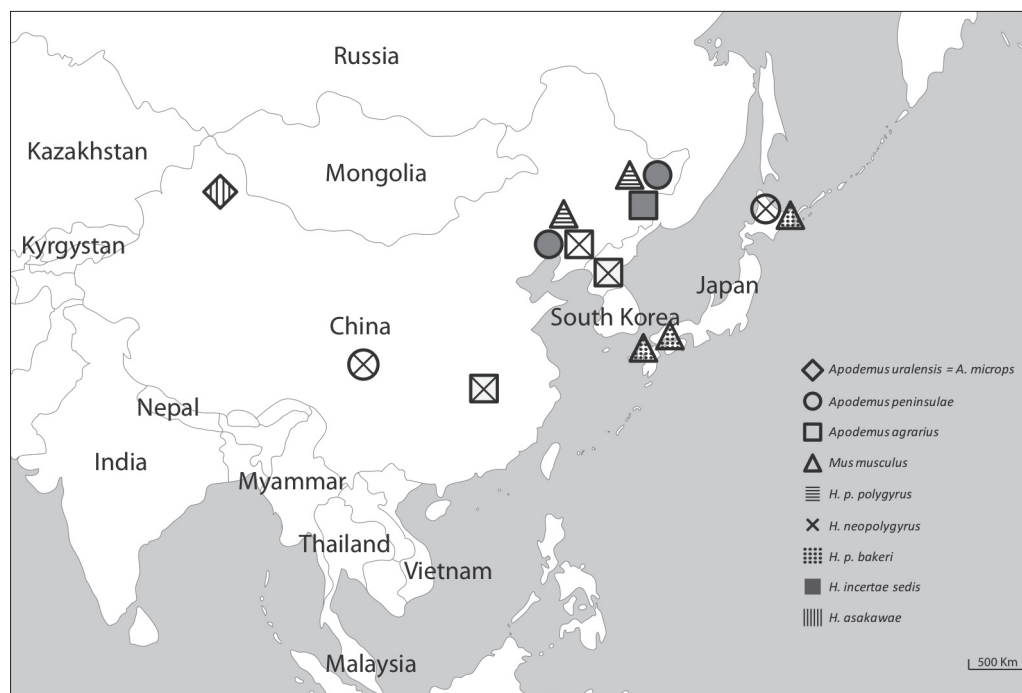 Russia
Kazakhstan
Mongolia
Kyrgystan
Japan
South Korea
China
Nepal
India
Myammar
Thailand
Vietnam
Malaysia
Apodemus uralensis = A. microps
Apodemus peninsulae
Apodemus agrarius
Mus musculus
H. p. polygyrus
H. neopolygyrus
H. p. bakeri
H. incertae sedis
H. asakawae
500 Km